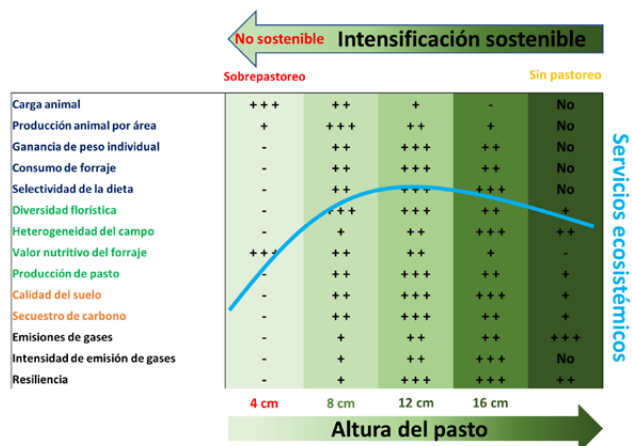 No sostenible Intensificación sostenible
Sobrepastoreo Sin pastoreo
Carga animal +++ ++ + - No
Producción animal por área + +++ ++ + No
Ganancia de peso individual - ++ +++ ++ No
Consumo de forraje - ++ +++ ++ No
Selectividad de la dieta - ++ +++ +++ No
Diversidad florística - +++ +++ ++ +
Heterogeneidad del campo - + ++ +++ ++
Valor nutritivo del forraje +++ ++ ++ + -
Producción de pasto - ++ +++ ++ +
Calidad del suelo - ++ +++ +++ +
Secuestro de carbono - ++ +++ ++ +
Emisiones de gases - + ++ ++ +++
Intensidad de emisión de gases - + ++ +++ No
Resiliencia - + +++ +++ ++
4 cm 8 cm 12 cm 16 cm
Altura del pasto
Servicios ecosistémicos